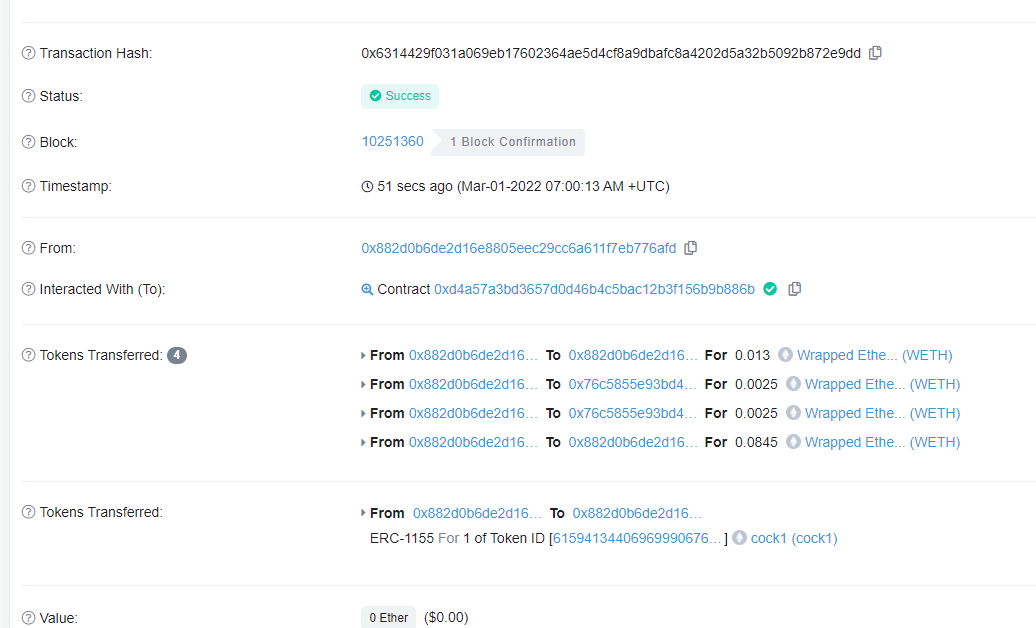 Transaction Hash: 0x6314429f031a069eb17602364ae5d4cf8a9dbafc8a4202d5a32b5092b872e9dd
Status: Success
Block: 10251360 1 Block Confirmation
Timestamp: 51 secs ago (Mar-01-2022 07:00:13 AM +UTC)
From: 0x882d0b6de2d16e8805eec29cc6a611f7eb776afd
Interacted With (To): Contract 0xd4a57a3bd3657d0d46b4c5bac12b3f156b9b886b
Tokens Transferred: 4 From 0x882d0b6de2d16... To 0x882d0b6de2d16... For 0.013 Wrapped Ethe... (WETH)
From 0x882d0b6de2d16... To 0x76c5855e93bd4... For 0.0025 Wrapped Ethe... (WETH)
From 0x882d0b6de2d16... To 0x76c5855e93bd4... For 0.0025 Wrapped Ethe... (WETH)
From 0x882d0b6de2d16... To 0x882d0b6de2d16... For 0.0845 Wrapped Ethe... (WETH)
Tokens Transferred: From 0x882d0b6de2d16... To 0x882d0b6de2d16...
ERC-1155 For 1 of Token ID [61594134406969990676...] cock1 (cock1)
Value: 0 Ether ($0.00)